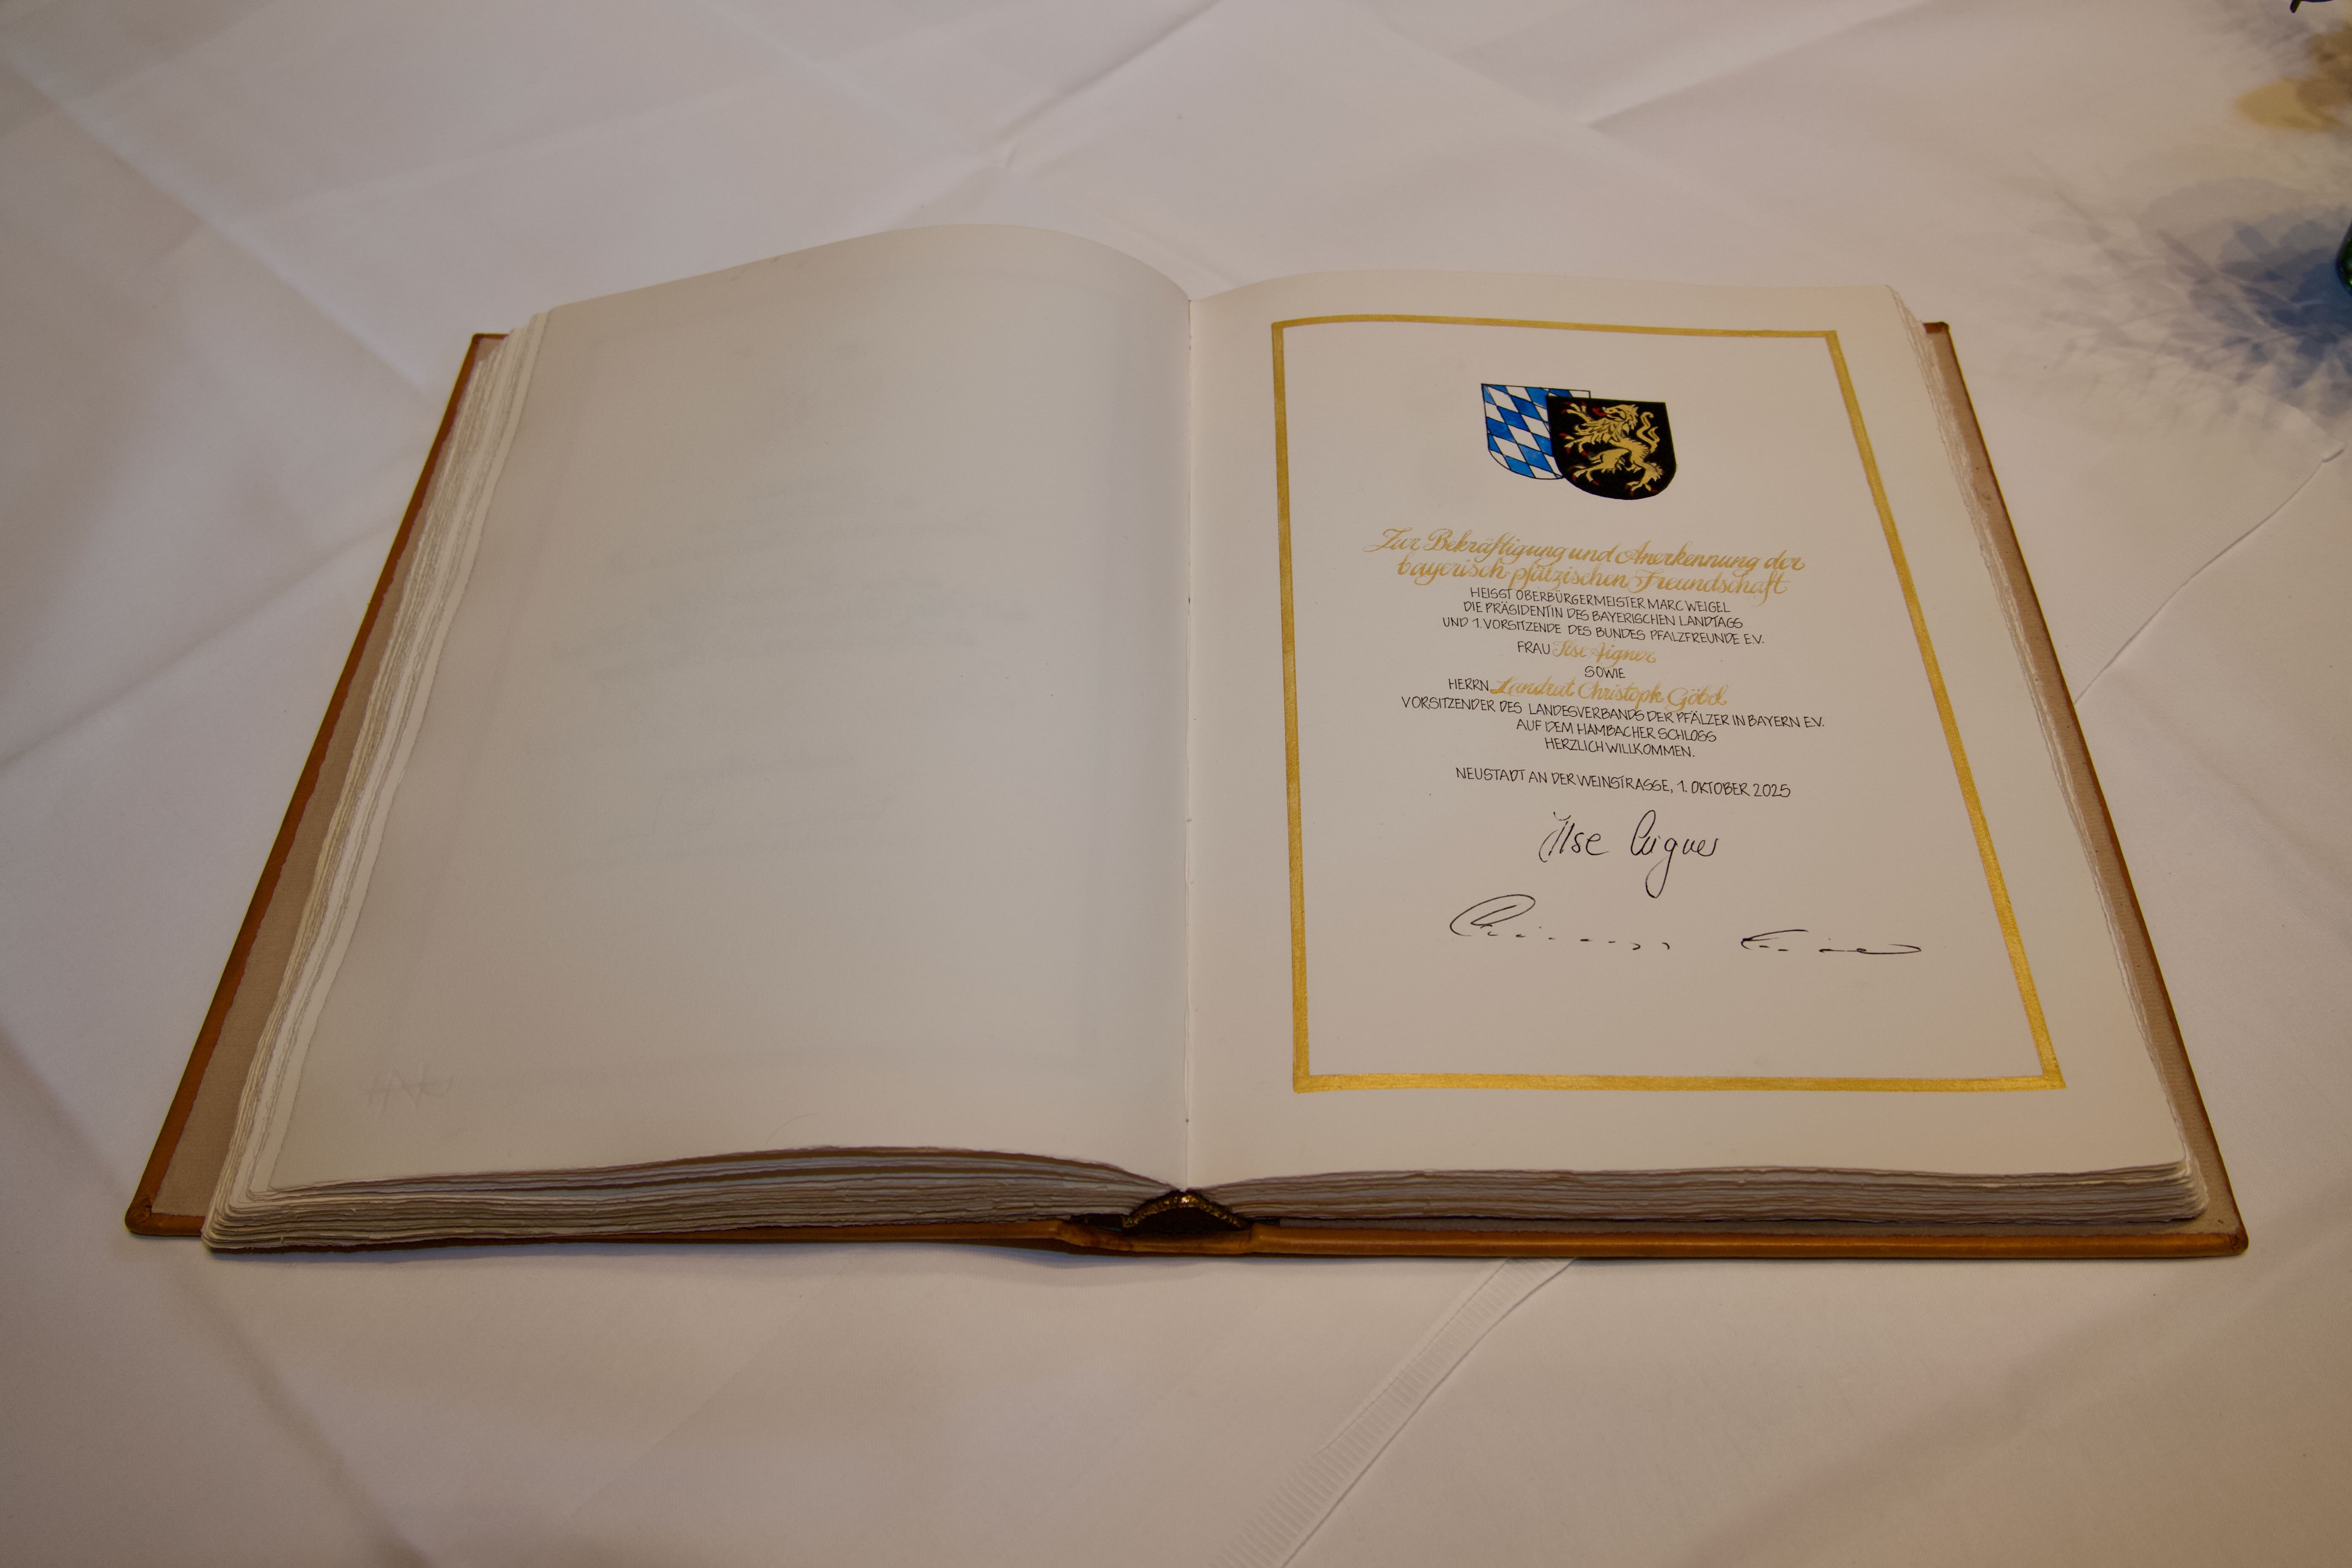 Zur Bekräftigung und Anerkennung der
bayerisch-pfälzischen Freundschaft
HEISST OBERBÜRGERMEISTER MARC WEIGEL
DIE PRÄSIDENTIN DES BAYERISCHEN LANDTAGS
UND 1. VORSITZENDE DES BUNDES PFALZFREUNDE E.V.
FRAU Ilse Aigner
SOWIE
HERRN Landrat Christoph Göbel
VORSITZENDER DES LANDESVERBANDS DER PFÄLZER IN BAYERN E.V.
AUF DEM HAMBACHER SCHLOSS
HERZLICH WILLKOMMEN.
NEUSTADT AN DER WEINSTRASSE, 1. OKTOBER 2025
Ilse Aigner